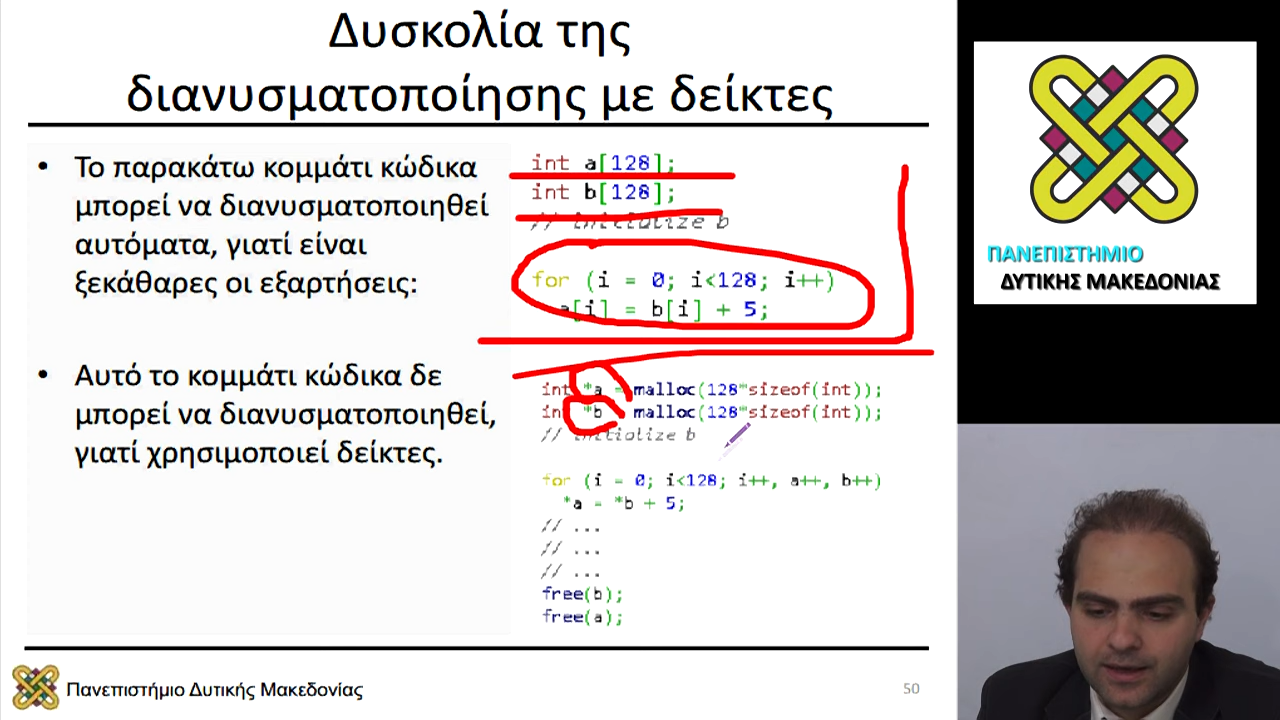 Δυσκολία της
διανυσματοποίησης με δείκτες
• Το παρακάτω κομμάτι κώδικα
μπορεί να διανυσματοποιηθεί
αυτόματα, γιατί είναι
ξεκάθαρες οι εξαρτήσεις:
• Αυτό το κομμάτι κώδικα δε
μπορεί να διανυσματοποιηθεί,
γιατί χρησιμοποιεί δείκτες.
int a[128];
int b[128];
// initialize b
for (i = 0; i<128; i++)
a[i] = b[i] + 5;
int *a = malloc(128*sizeof(int));
int *b malloc(128*sizeof(int));
// initialize b
for (i = 0; i<128; i++, a++, b++)
*a = *b + 5;
// ...
// ...
// ...
free(b);
free(a);
ΠΑΝΕΠΙΣΤΗΜΙΟ
ΔΥΤΙΚΗΣ ΜΑΚΕΔΟΝΙΑΣ
Πανεπιστήμιο Δυτικής Μακεδονίας
50